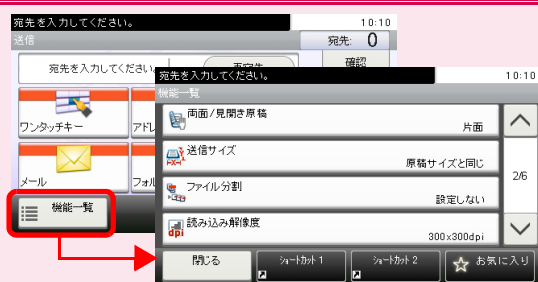 宛先を入力してください。
10:10
送信
宛先: 0
宛先を入力してください
確認
ワンタッチキー
アドレ
メール
フォル
機能一覧
宛先を入力してください。
10:10
機能一覧
両面/見開き原稿
片面
送信サイズ
原稿サイズと同じ
2/6
ファイル分割
設定しない
dpi
読み込み解像度
300x300dpi
閉じる
ショートカット 1
ショートカット 2
お気に入り